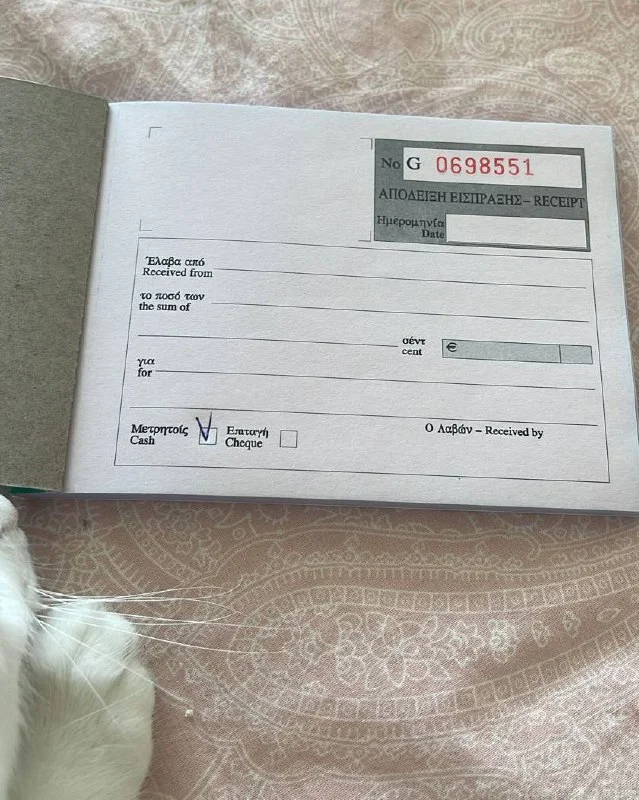 No G 0698551
ΑΠΟΔΕΙΞΗ ΕΙΣΠΡΑΞΗΣ – RECEIPT
Ημερομηνία
Date
Έλαβα από
Received from
το ποσό των
the sum of
σέντ
cent
€
για
for
Μετρητοίς
Cash
Επιταγή
Cheque
Ο Λαβών – Received by